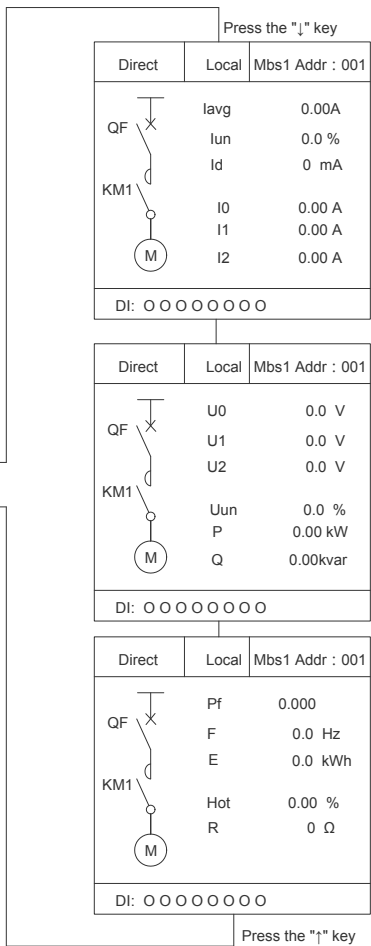 Press the "↓" key
Direct Local Mbs1 Addr : 001
QF
KM1
M
Iavg 0.00A
Iun 0.0 %
Id 0 mA
I0 0.00 A
I1 0.00 A
I2 0.00 A
DI: O O O O O O O O
Direct Local Mbs1 Addr : 001
QF
KM1
M
U0 0.0 V
U1 0.0 V
U2 0.0 V
Uun 0.0 %
P 0.00 kW
Q 0.00kvar
DI: O O O O O O O O
Direct Local Mbs1 Addr : 001
QF
KM1
M
Pf 0.000
F 0.0 Hz
E 0.0 kWh
Hot 0.00 %
R 0 Ω
DI: O O O O O O O O
Press the "↑" key